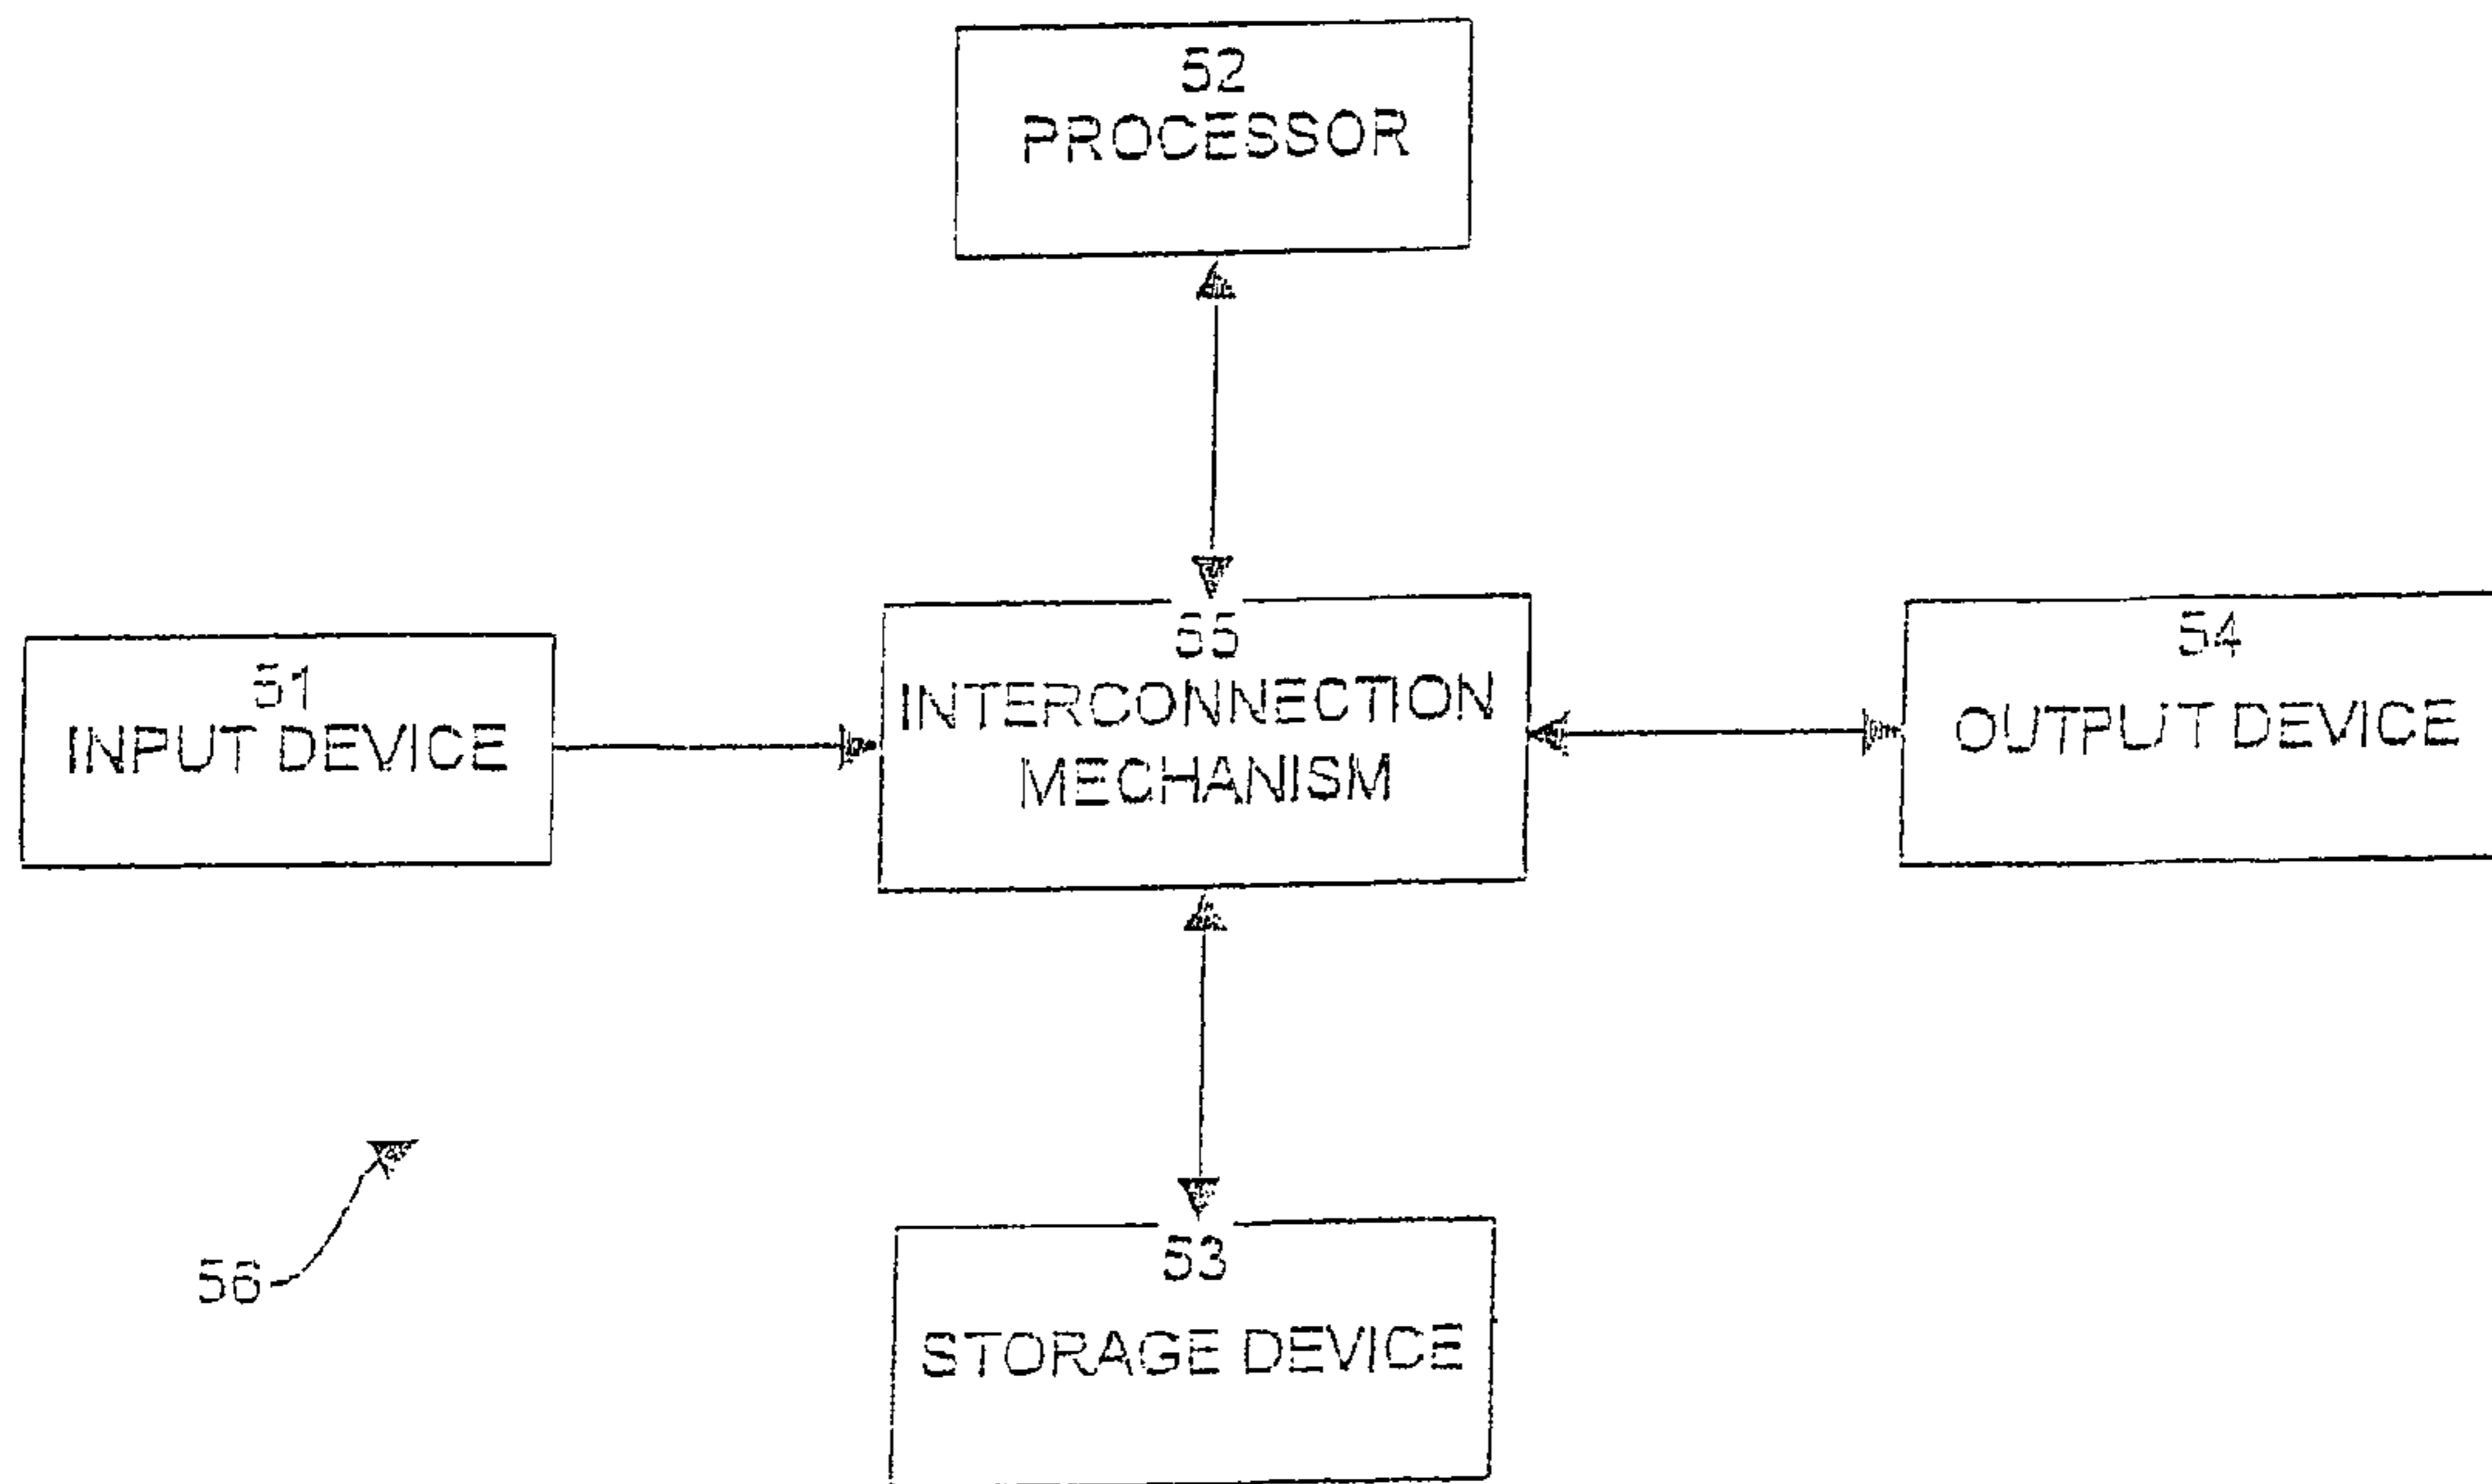 52
PROCESSOR
51
INPUT DEVICE
55
INTERCONNECTION
MECHANISM
54
OUTPUT DEVICE
56
53
STORAGE DEVICE